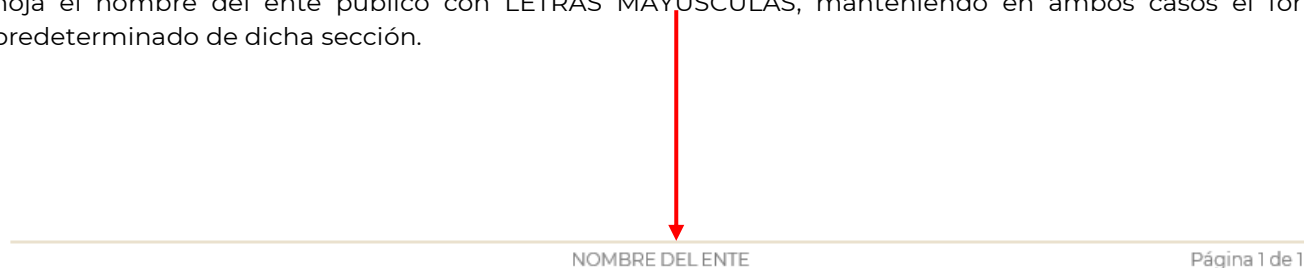 hoja el nombre del ente público con LETRAS MAYÚSCULAS, manteniendo en ambos casos el
predeterminado de dicha sección.
NOMBRE DEL ENTE Página 1 de 1